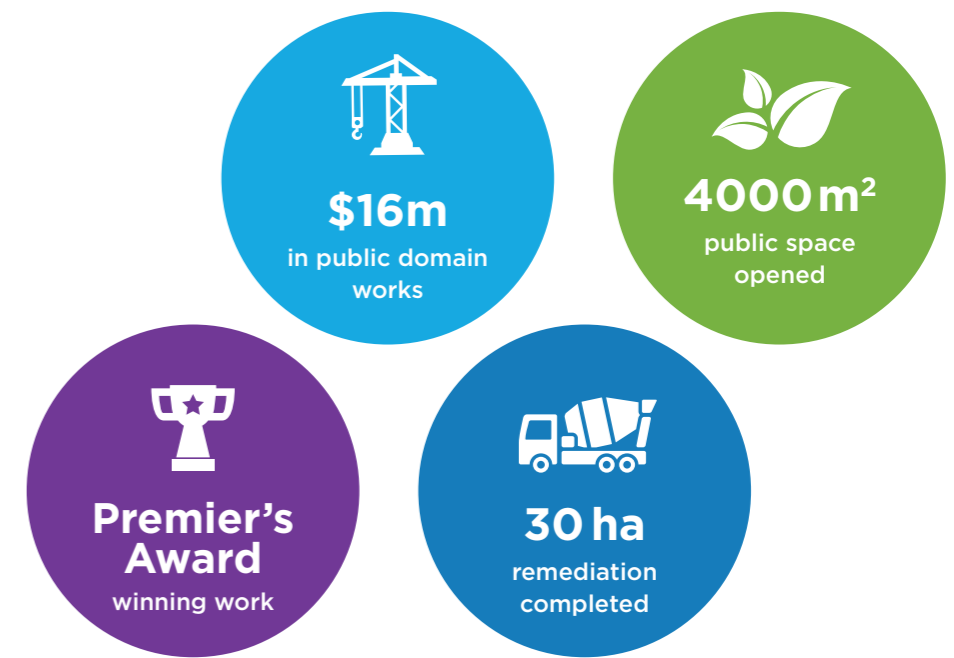 $16m
in public domain
works
4000 m²
public space
opened
Premier’s
Award
winning work
30 ha
remediation
completed